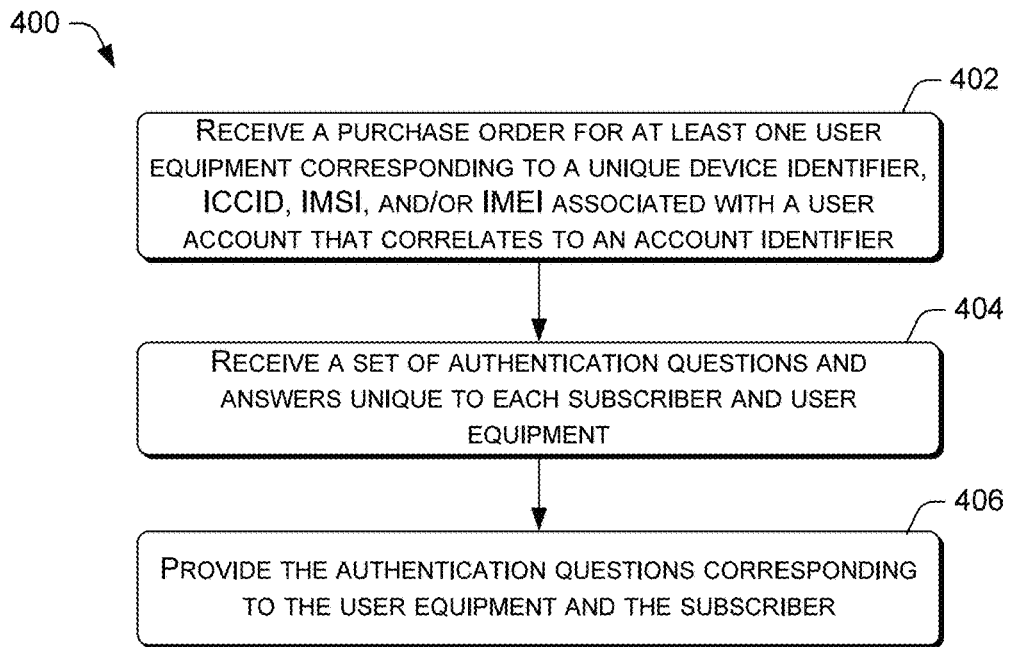 400
402
RECEIVE A PURCHASE ORDER FOR AT LEAST ONE USER
EQUIPMENT CORRESPONDING TO A UNIQUE DEVICE IDENTIFIER,
ICCID, IMSI, AND/OR IMEI ASSOCIATED WITH A USER
ACCOUNT THAT CORRELATES TO AN ACCOUNT IDENTIFIER
404
RECEIVE A SET OF AUTHENTICATION QUESTIONS AND
ANSWERS UNIQUE TO EACH SUBSCRIBER AND USER
EQUIPMENT
406
PROVIDE THE AUTHENTICATION QUESTIONS CORRESPONDING
TO THE USER EQUIPMENT AND THE SUBSCRIBER